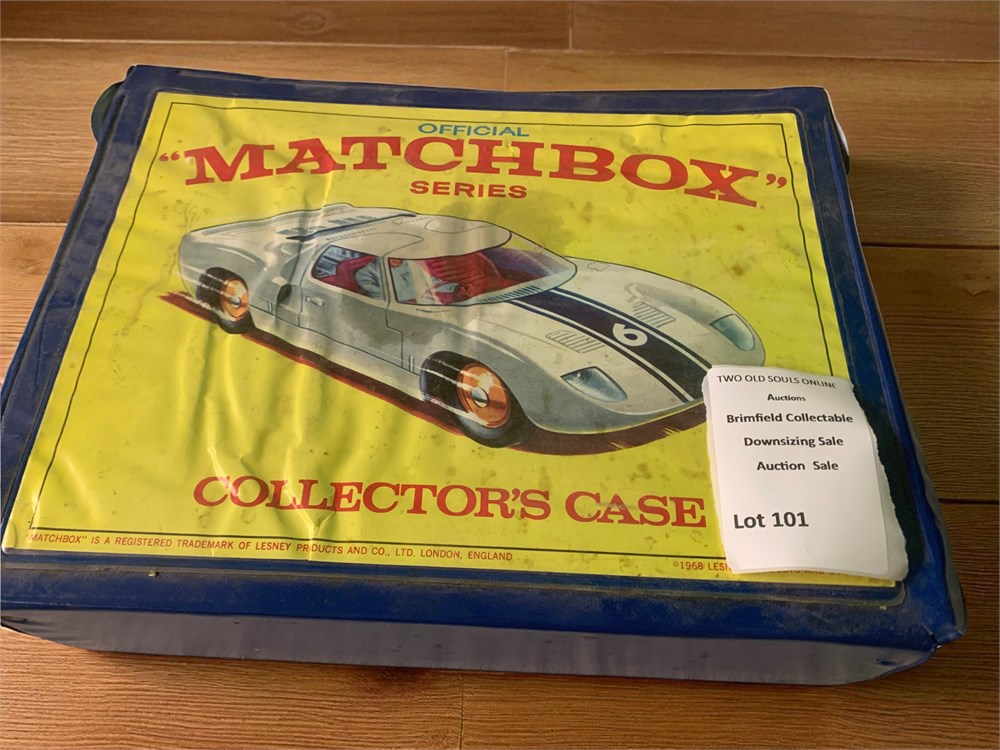 OFFICIAL
"MATCHBOX"
SERIES
6
COLLECTOR'S CASE
"MATCHBOX" IS A REGISTERED TRADEMARK OF LESNEY PRODUCTS AND CO., LTD. LONDON, ENGLAND
©1968
TWO OLD SOULS ONLINE
Auctions
Brimfield Collectable
Downsizing Sale
Auction Sale
Lot 101